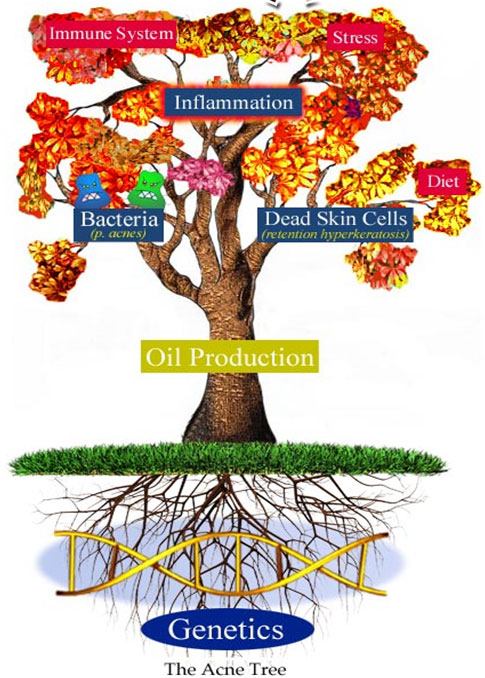 Immune System
Stress
Inflammation
Diet
Bacteria
(p. acnes)
Dead Skin Cells
(retention hyperkeratosis)
Oil Production
Genetics
The Acne Tree